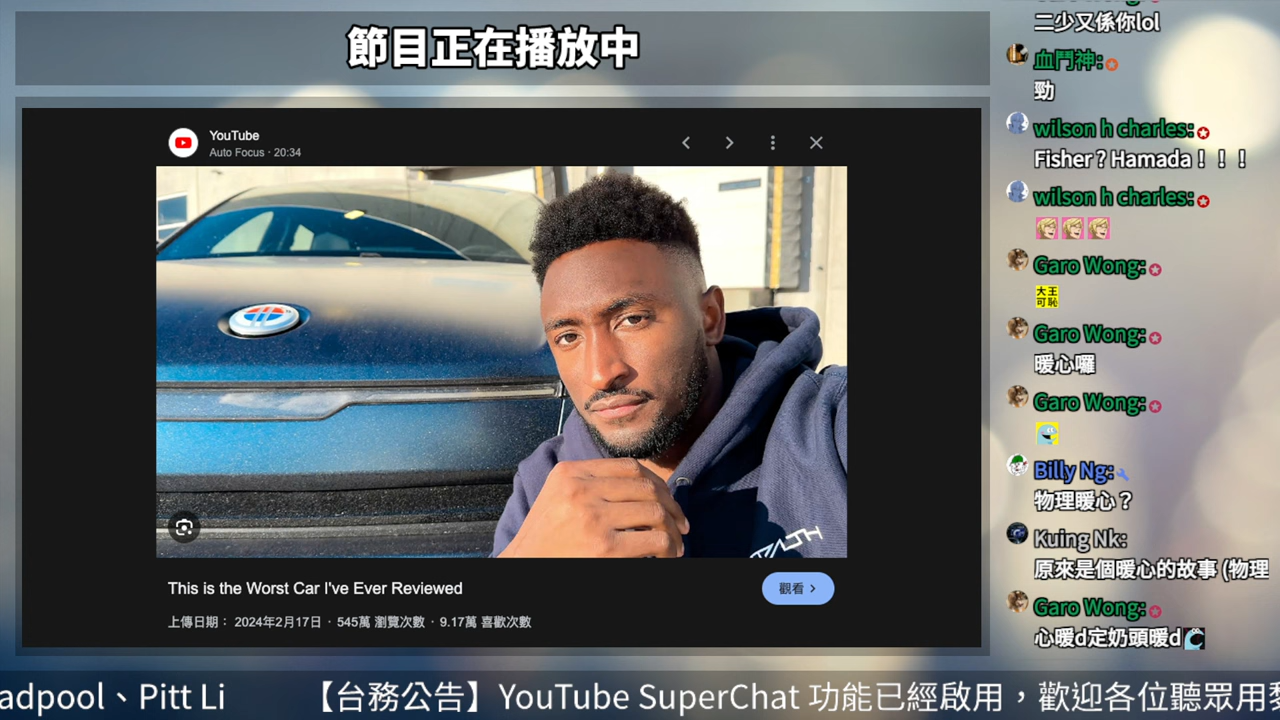 節目正在播放中
YouTube
Auto Focus · 20:34
This is the Worst Car I've Ever Reviewed
觀看
上傳日期： 2024年2月17日 · 545萬 瀏覽次數 · 9.17萬 喜歡次數
二少又係你lol
血鬥神:
勁
wilson h charles:
Fisher？Hamada！！！
wilson h charles:
Garo Wong:
大王
可恥
Garo Wong:
暖心囉
Garo Wong:
Billy Ng:
物理暖心？
Kuing Nk:
原來是個暖心的故事 (物理
Garo Wong:
心暖d定奶頭暖d
adpool、Pitt Li 【台務公告】YouTube SuperChat 功能已經啟用，歡迎各位聽眾用